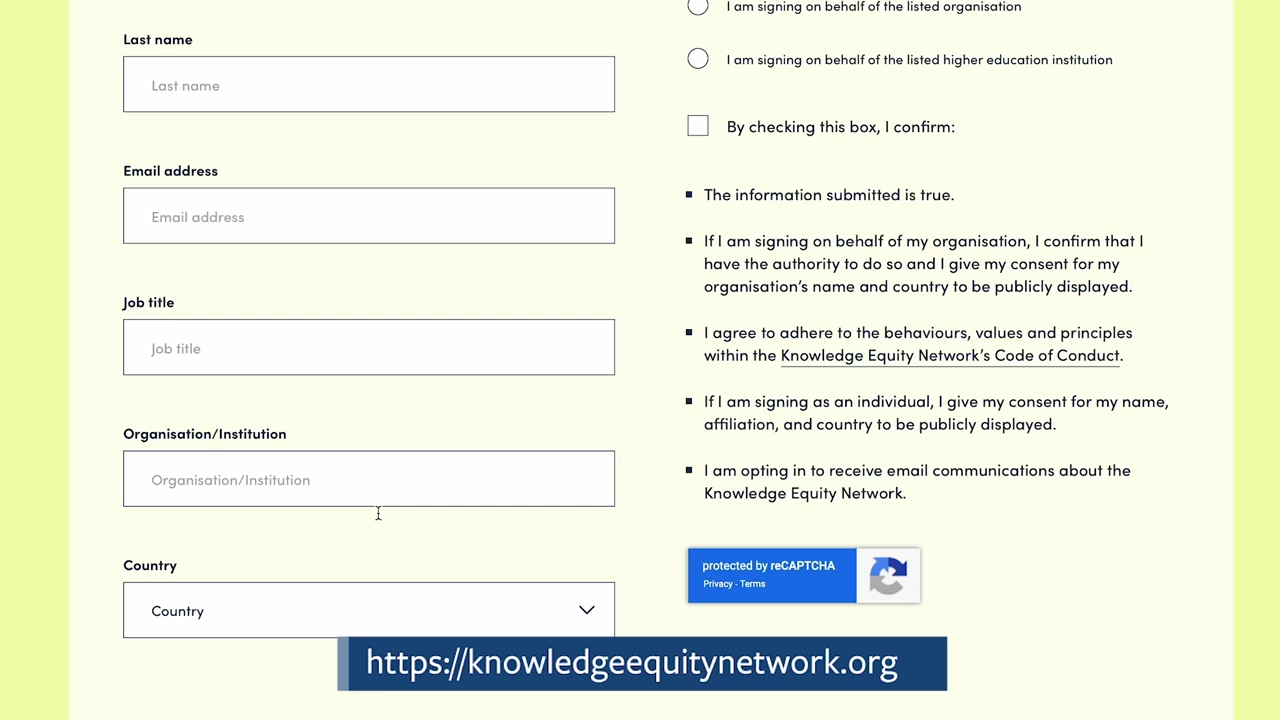 Last name
Last name
Email address
Email address
Job title
Job title
Organisation/Institution
Organisation/Institution
Country
Country
I am signing on behalf of the listed organisation
I am signing on behalf of the listed higher education institution
By checking this box, I confirm:
The information submitted is true.
If I am signing on behalf of my organisation, I confirm that I
have the authority to do so and I give my consent for my
organisation’s name and country to be publicly displayed.
I agree to adhere to the behaviours, values and principles
within the Knowledge Equity Network’s Code of Conduct.
If I am signing as an individual, I give my consent for my name,
affiliation, and country to be publicly displayed.
I am opting in to receive email communications about the
Knowledge Equity Network.
protected by reCAPTCHA
Privacy - Terms
https://knowledgeequitynetwork.org